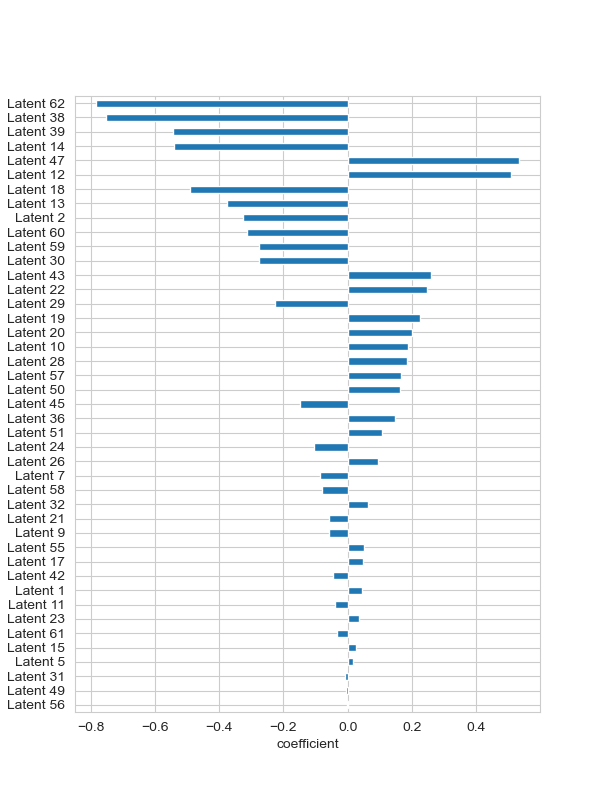 Latent 62
Latent 38
Latent 39
Latent 14
Latent 47
Latent 12
Latent 18
Latent 13
Latent 2
Latent 60
Latent 59
Latent 30
Latent 43
Latent 22
Latent 29
Latent 19
Latent 20
Latent 10
Latent 28
Latent 57
Latent 50
Latent 45
Latent 36
Latent 51
Latent 24
Latent 26
Latent 7
Latent 58
Latent 32
Latent 21
Latent 9
Latent 55
Latent 17
Latent 42
Latent 1
Latent 11
Latent 23
Latent 61
Latent 15
Latent 5
Latent 31
Latent 49
Latent 56
−0.8 −0.6 −0.4 −0.2 0.0 0.2 0.4
coefficient